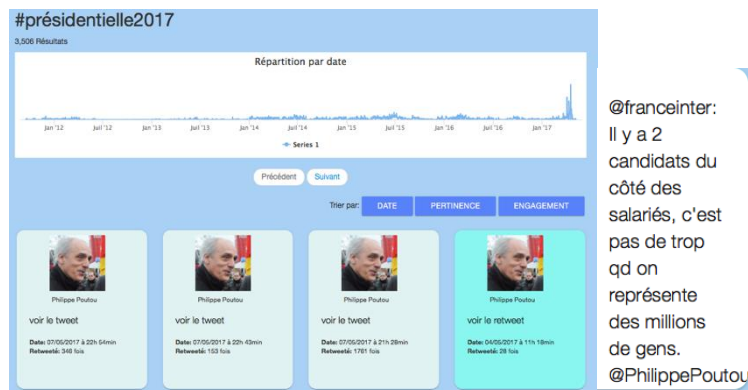 #présidentielle2017
3,506 Résultats
Répartition par date
Jan '12 Juil '12 Jan '13 Juil '13 Jan '14 Juil '14 Jan '15 Juil '15 Jan '16 Juil '16 Jan '17
Series 1
Précédent Suivant
Trier par: DATE PERTINENCE ENGAGEMENT
Philippe Poutou
voir le tweet
Date: 07/05/2017 à 22h 54min
Retweeté: 346 fois
Philippe Poutou
voir le tweet
Date: 07/05/2017 à 22h 43min
Retweeté: 153 fois
Philippe Poutou
voir le tweet
Date: 07/05/2017 à 21h 28min
Retweeté: 1761 fois
Philippe Poutou
voir le retweet
Date: 04/05/2017 à 11h 18min
Retweeté: 28 fois
@franceinter:
Il y a 2
candidats du
côté des
salariés, c'est
pas de trop
qd on
représente
des millions
de gens.
@PhilippePoutou